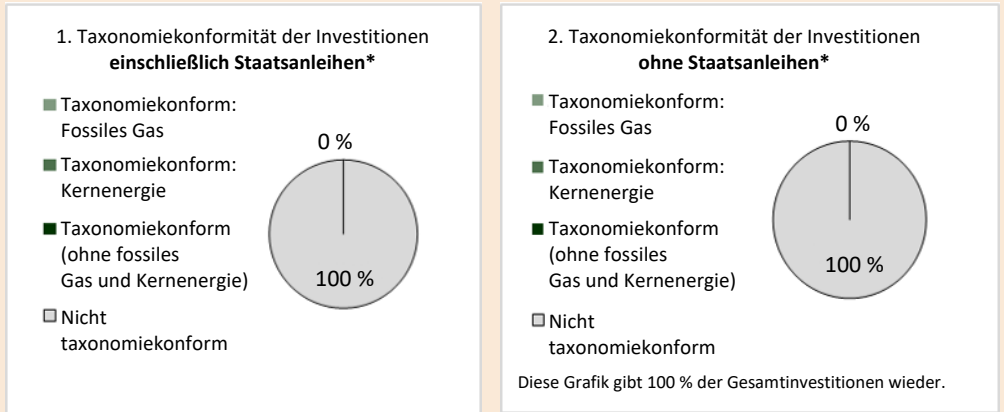 1. Taxonomiekonformität der Investitionen
einschließlich Staatsanleihen*
Taxonomiekonform:
Fossiles Gas
Taxonomiekonform:
Kernenergie
Taxonomiekonform
(ohne fossiles
Gas und Kernenergie)
Nicht
taxonomiekonform
0 %
100 %
2. Taxonomiekonformität der Investitionen
ohne Staatsanleihen*
Taxonomiekonform:
Fossiles Gas
Taxonomiekonform:
Kernenergie
Taxonomiekonform
(ohne fossiles
Gas und Kernenergie)
Nicht
taxonomiekonform
0 %
100 %
Diese Grafik gibt 100 % der Gesamtinvestitionen wieder.